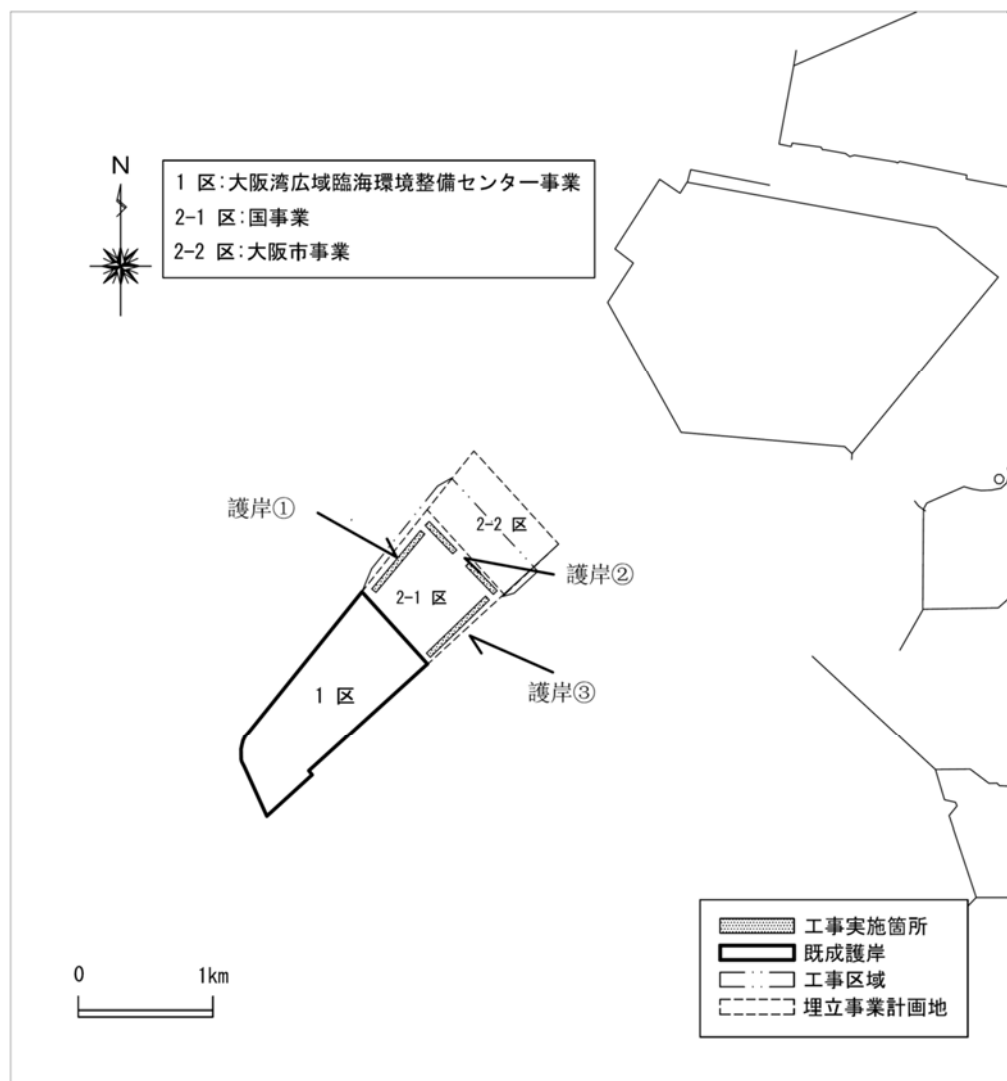 N
1 区:大阪湾広域臨海環境整備センター事業
2-1 区:国事業
2-2 区:大阪市事業
護岸①
2-2 区
護岸②
2-1 区
護岸③
1 区
0 1km
工事実施箇所
既成護岸
工事区域
埋立事業計画地